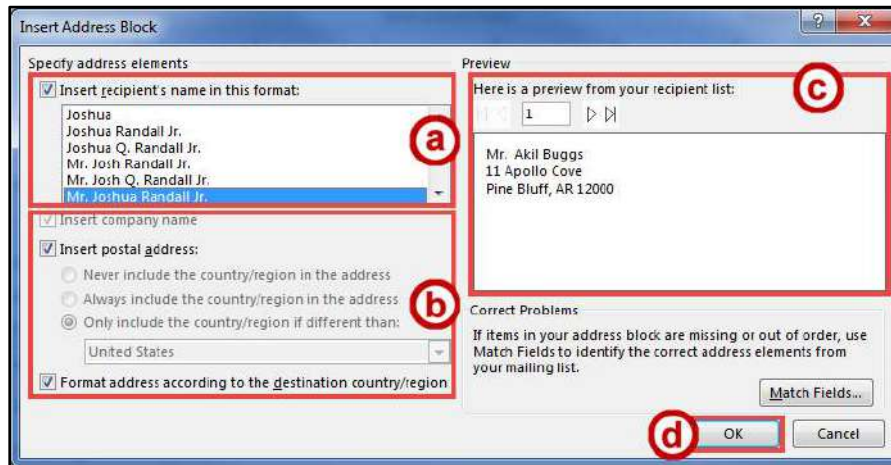 Insert Address Block
Specify address elements
Insert recipient's name in this format:
Joshua
Joshua Randall Jr.
Joshua Q. Randall Jr.
Mr. Josh Randall Jr.
Mr. Josh Q. Randall Jr.
Mr. Joshua Randall Jr.
a
Insert company name
Insert postal address:
Never include the country/region in the address
Always include the country/region in the address
Only include the country/region if different than:
United States
Format address according to the destination country/region
b
Preview
Here is a preview from your recipient list:
1
c
Mr. Akil Buggs
11 Apollo Cove
Pine Bluff, AR 12000
Correct Problems
If items in your address block are missing or out of order, use
Match Fields to identify the correct address elements from
your mailing list.
Match Fields...
d
OK
Cancel